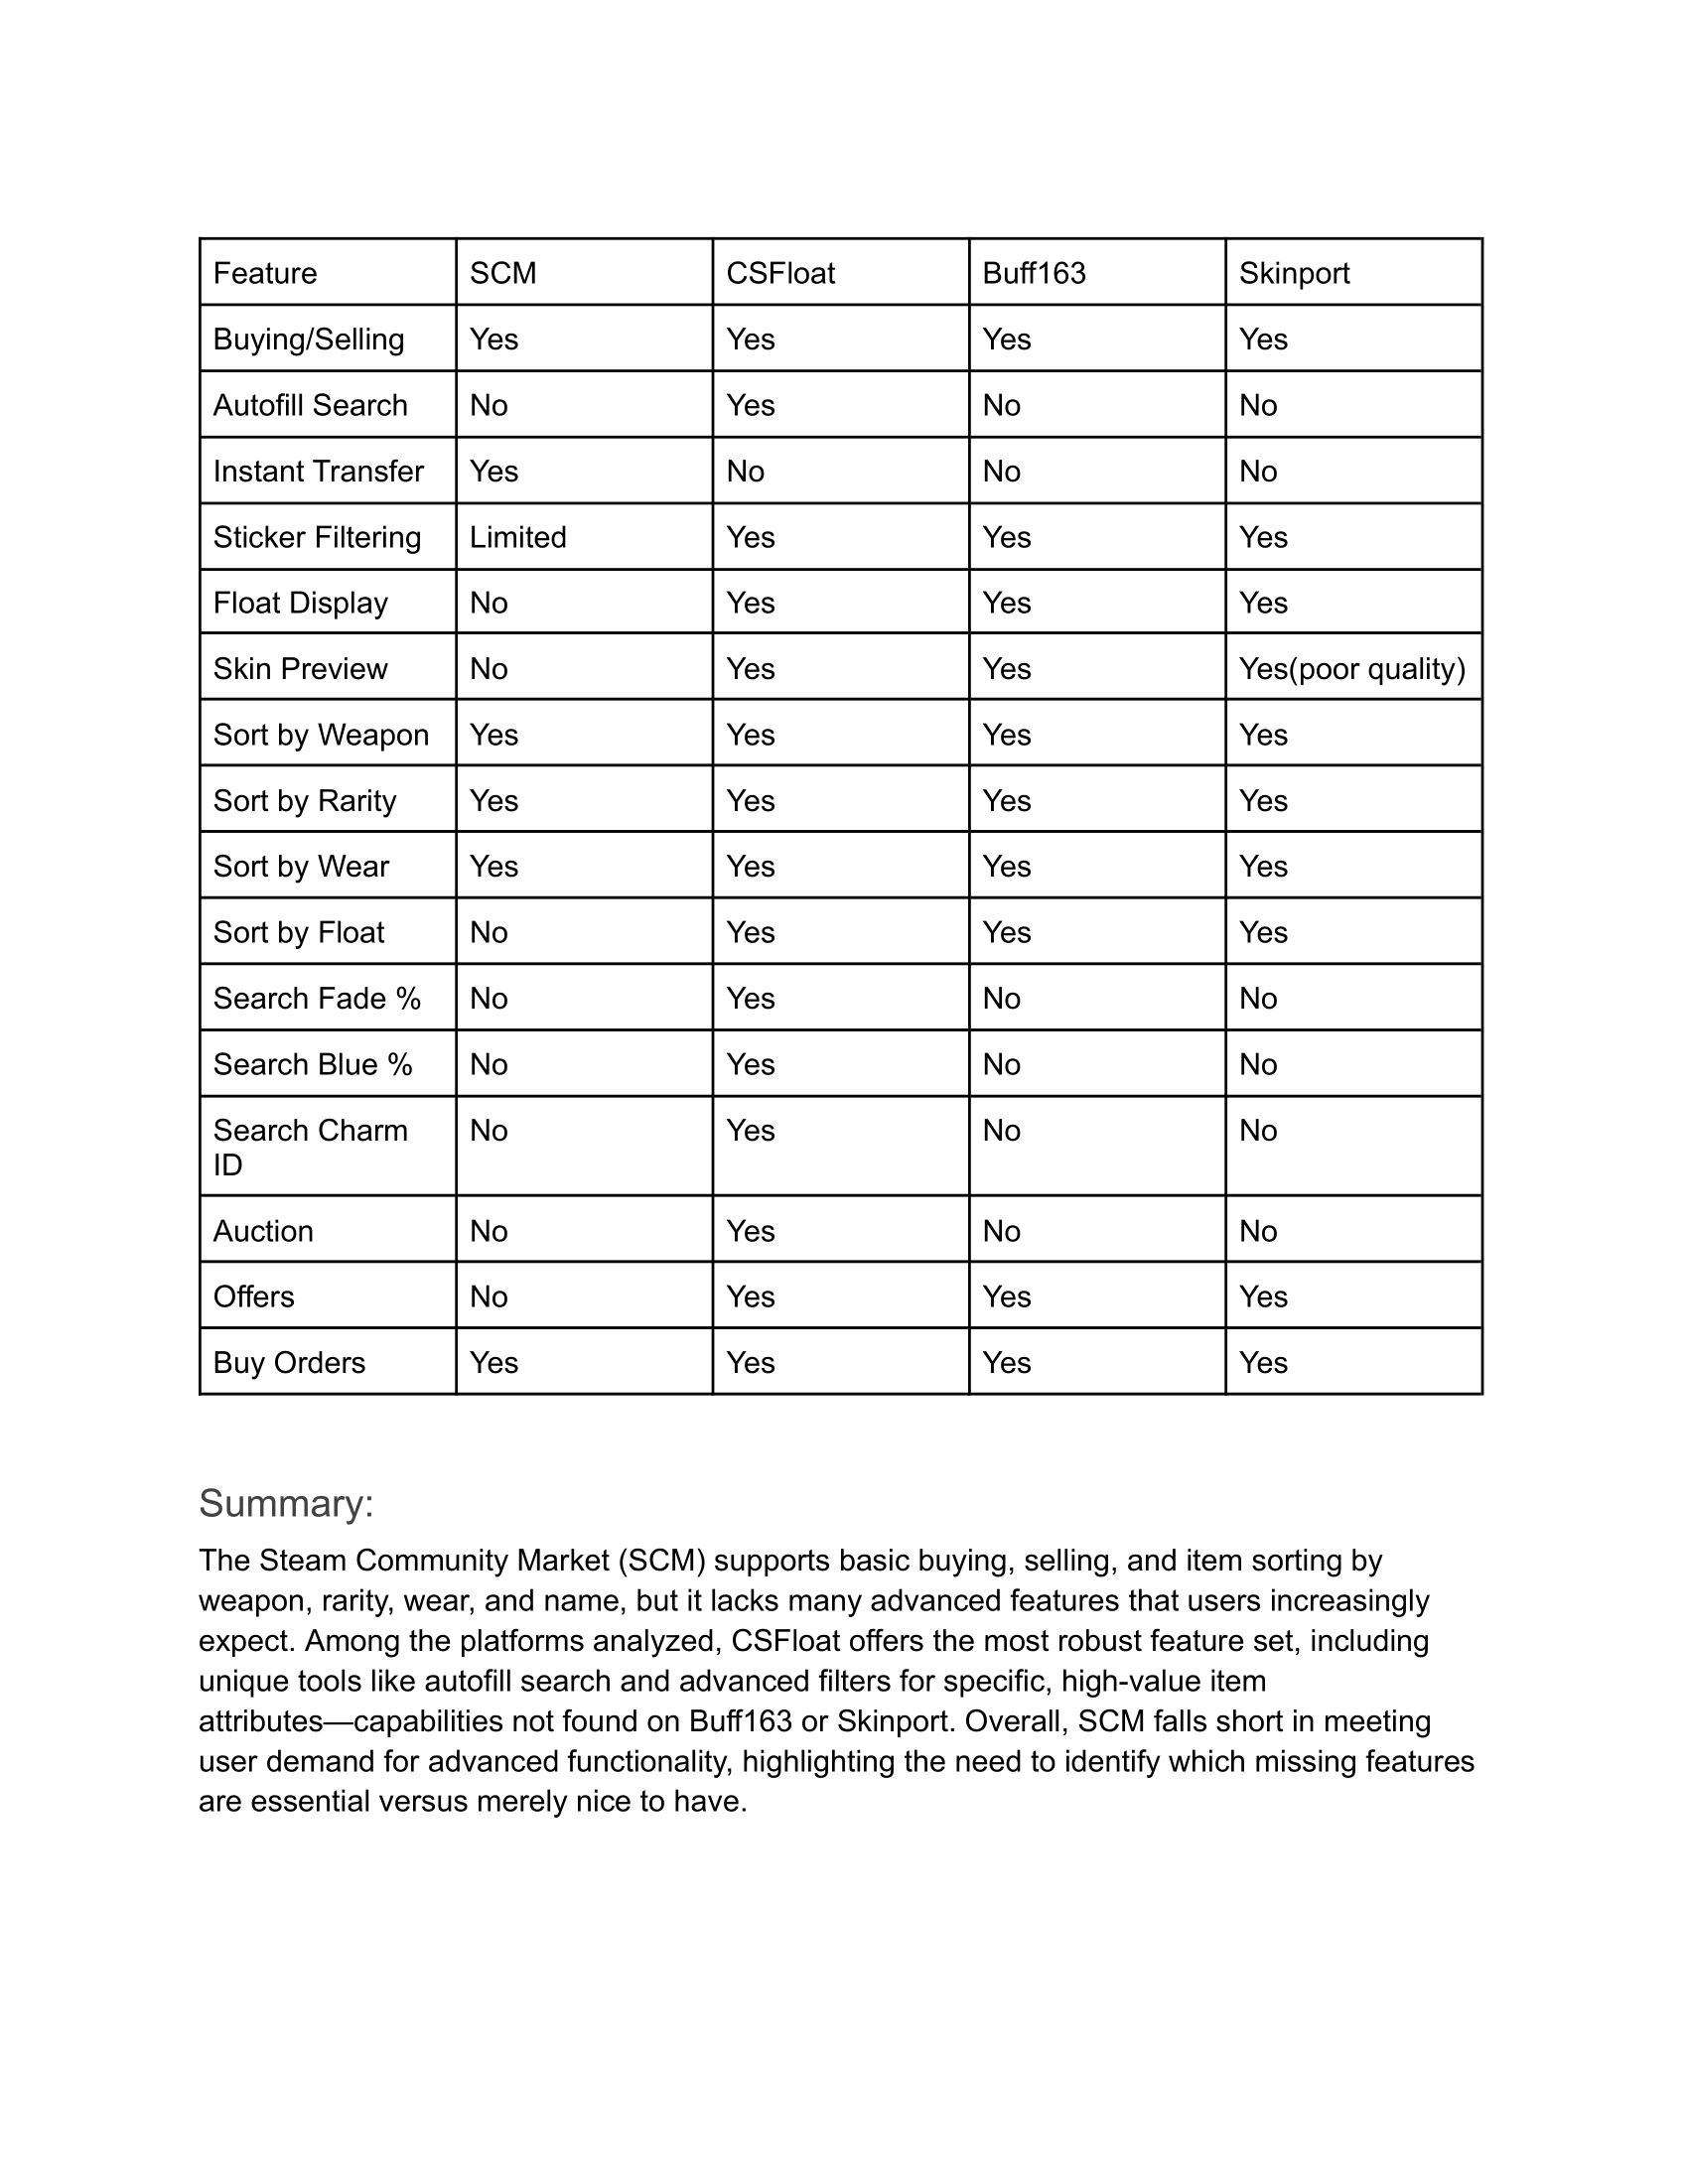 Feature SCM CSFloat Buff163 Skinport
Buying/Selling Yes Yes Yes Yes
Autofill Search No Yes No No
Instant Transfer Yes No No No
Sticker Filtering Limited Yes Yes Yes
Float Display No Yes Yes Yes
Skin Preview No Yes Yes Yes(poor quality)
Sort by Weapon Yes Yes Yes Yes
Sort by Rarity Yes Yes Yes Yes
Sort by Wear Yes Yes Yes Yes
Sort by Float No Yes Yes Yes
Search Fade % No Yes No No
Search Blue % No Yes No No
Search Charm No Yes No No
ID
Auction No Yes No No
Offers No Yes Yes Yes
Buy Orders Yes Yes Yes Yes
Summary:
The Steam Community Market (SCM) supports basic buying, selling, and item sorting by
weapon, rarity, wear, and name, but it lacks many advanced features that users increasingly
expect. Among the platforms analyzed, CSFloat offers the most robust feature set, including
unique tools like autofill search and advanced filters for specific, high-value item
attributes—capabilities not found on Buff163 or Skinport. Overall, SCM falls short in meeting
user demand for advanced functionality, highlighting the need to identify which missing features
are essential versus merely nice to have.